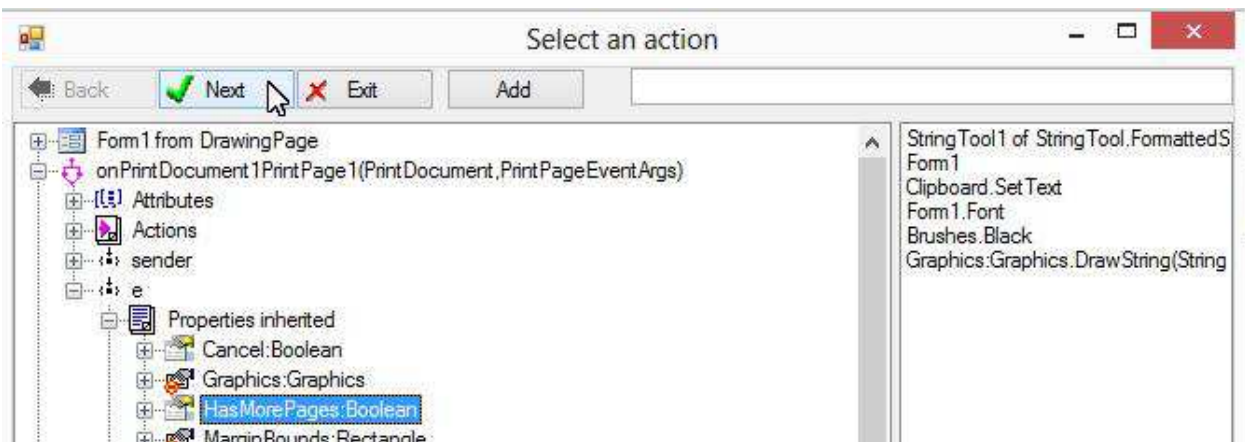 Select an action
Back Next Exit Add
Form1 from DrawingPage
onPrintDocument1PrintPage1(PrintDocument,PrintPageEventArgs)
Attributes
Actions
sender
e
Properties inherited
Cancel:Boolean
Graphics:Graphics
HasMorePages:Boolean
MarginBounds:Rectangle
StringTool1 of StringTool.FormattedS
Form1
Clipboard.SetText
Form1.Font
Brushes.Black
Graphics:Graphics.DrawString(String